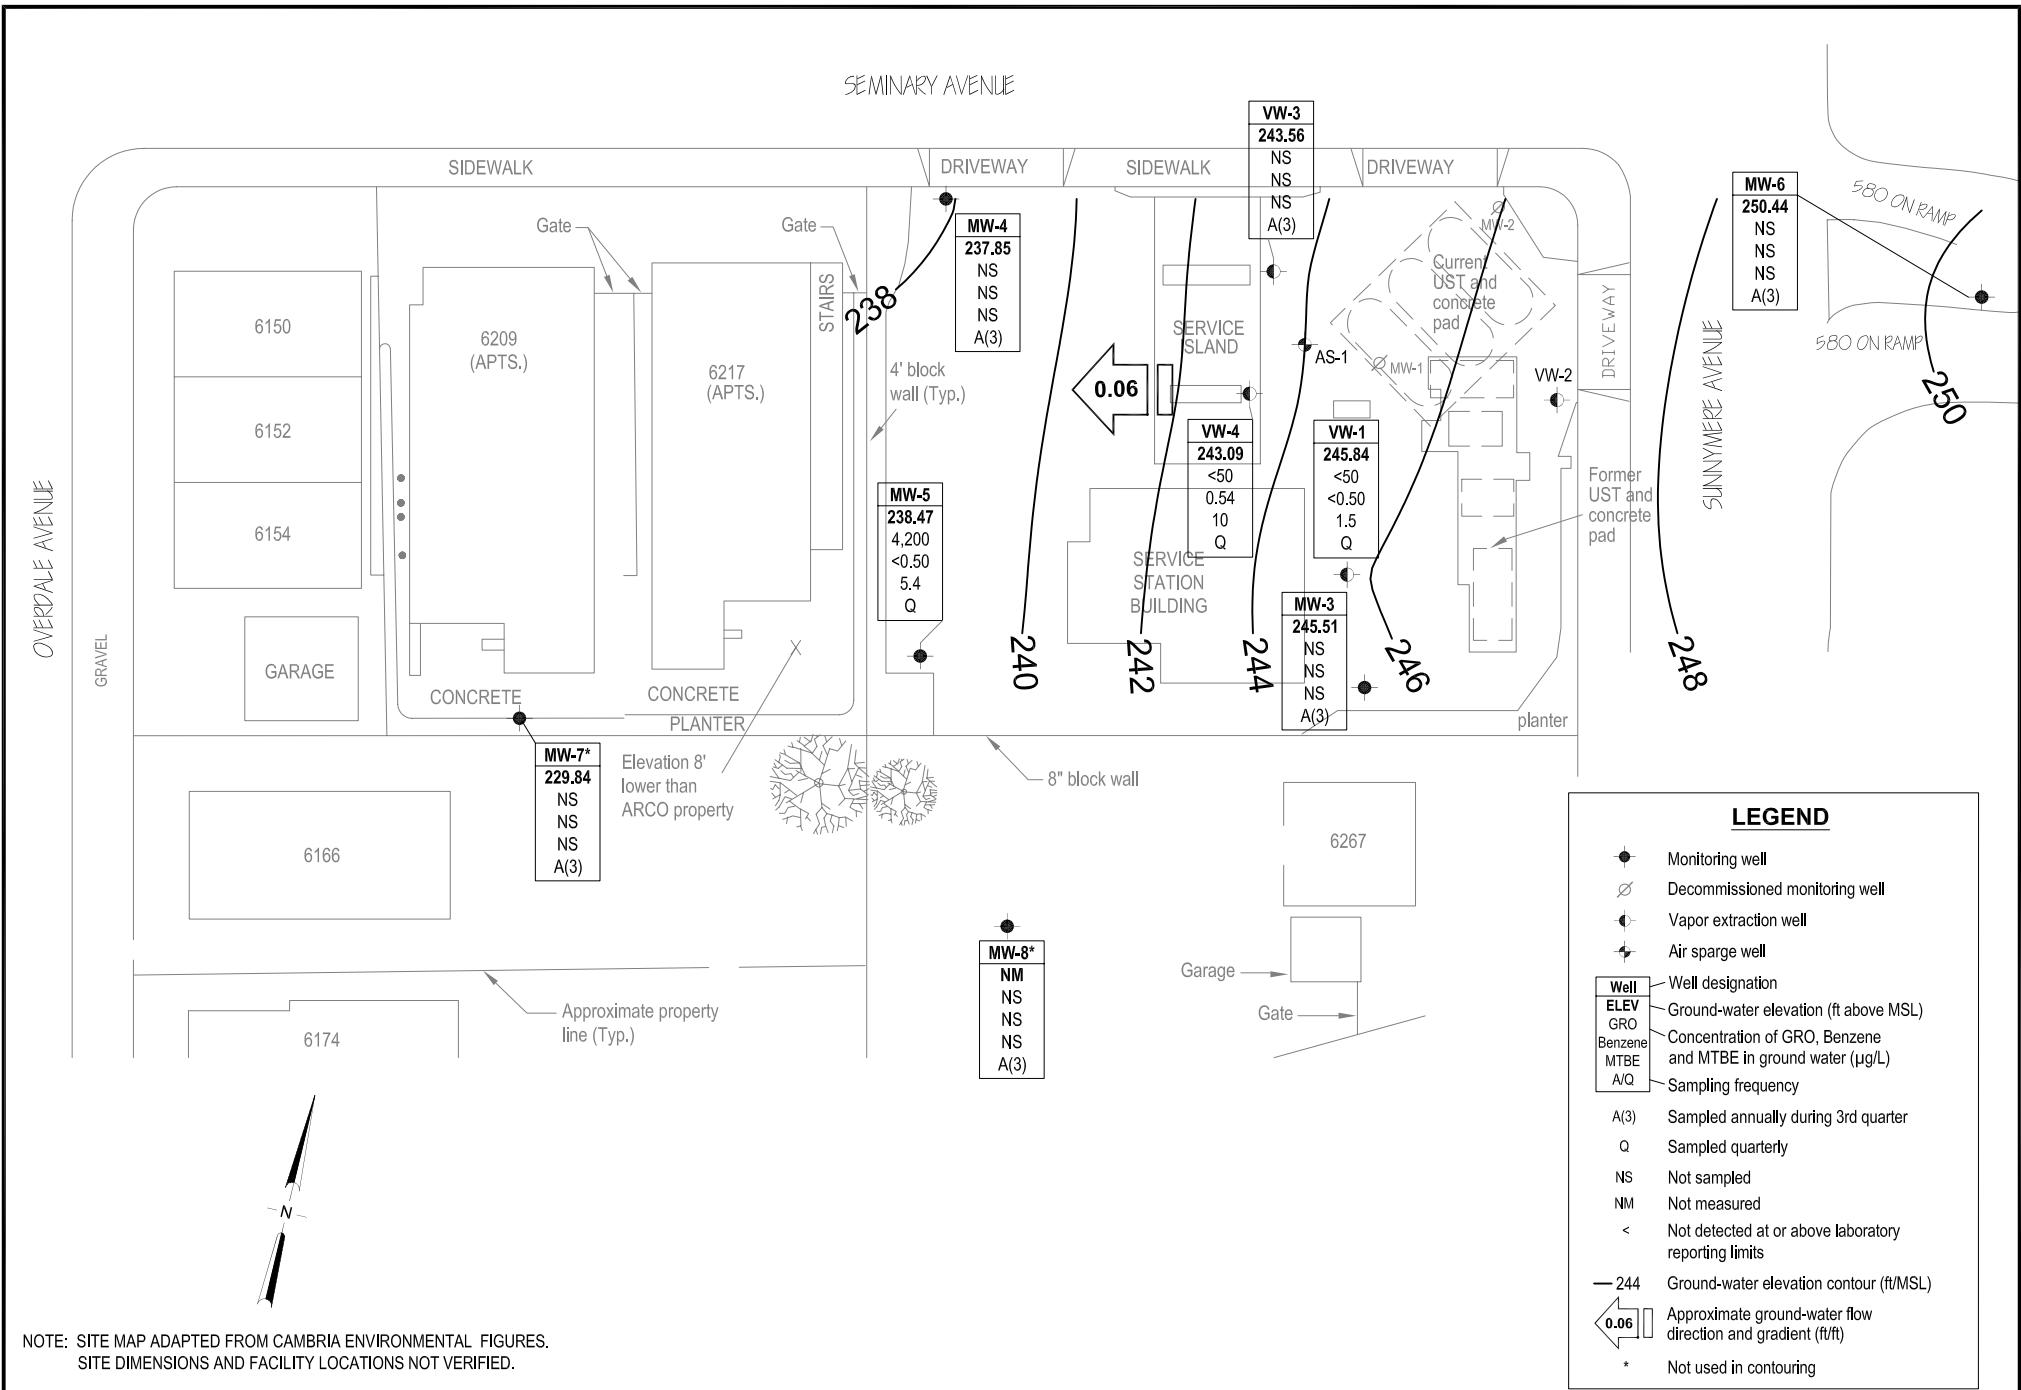 SEMINARY AVENUE
SIDEWALK
DRIVEWAY
SIDEWALK
DRIVEWAY
VW-3
243.56
NS
NS
NS
A(3)
MW-6
250.44
NS
NS
NS
A(3)
580 ON RAMP
580 ON RAMP
250
Gate
Gate
MW-4
237.85
NS
NS
NS
A(3)
238
STAIRS
MW-2
Current
UST and
concrete
pad
6150
6152
6154
6209
(APTS.)
6217
(APTS.)
4' block
wall (Typ.)
0.06
SERVICE
ISLAND
AS-1
MW-1
VW-2
DRIVEWAY
SUNNYMERE AVENUE
VW-4
243.09
<50
0.54
10
Q
VW-1
245.84
<50
<0.50
1.5
Q
MW-5
238.47
4,200
<0.50
5.4
Q
Former
UST and
concrete
pad
SERVICE
STATION
BUILDING
MW-3
245.51
NS
NS
NS
A(3)
OVERDALE AVENUE
GRAVEL
GARAGE
CONCRETE
CONCRETE
PLANTER
240
242
244
246
248
planter
MW-7*
229.84
NS
NS
NS
A(3)
Elevation 8'
lower than
ARCO property
8" block wall
6166
6267
MW-8*
NM
NS
NS
NS
A(3)
Garage
Gate
Approximate property
line (Typ.)
6174
N
LEGEND
Monitoring well
Decommissioned monitoring well
Vapor extraction well
Air sparge well
Well
ELEV
GRO
Benzene
MTBE
A/Q
Well designation
Ground-water elevation (ft above MSL)
Concentration of GRO, Benzene
and MTBE in ground water (µg/L)
Sampling frequency
A(3) Sampled annually during 3rd quarter
Q Sampled quarterly
NS Not sampled
NM Not measured
< Not detected at or above laboratory
reporting limits
244 Ground-water elevation contour (ft/MSL)
0.06 Approximate ground-water flow
direction and gradient (ft/ft)
* Not used in contouring
NOTE: SITE MAP ADAPTED FROM CAMBRIA ENVIRONMENTAL FIGURES.
SITE DIMENSIONS AND FACILITY LOCATIONS NOT VERIFIED.